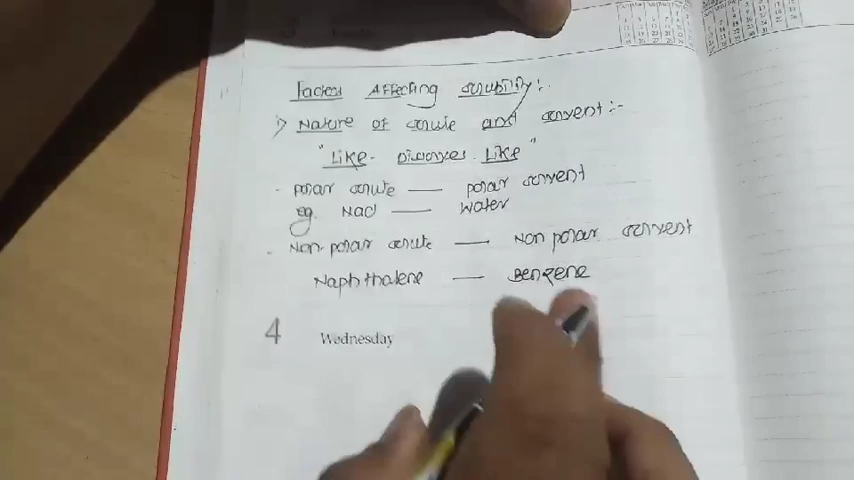 Factors Affecting solubility:-
1) Nature of solute and solvent:-
"Like- Dissolves Like"
- Polar solute — polar solvent
eg. NaCl — water
- Non-polar solute — Non polar solvent
Naphthalene — Benzene
4 Wednesday